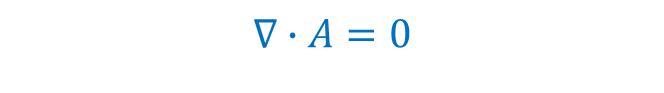 ∇ · A = 0